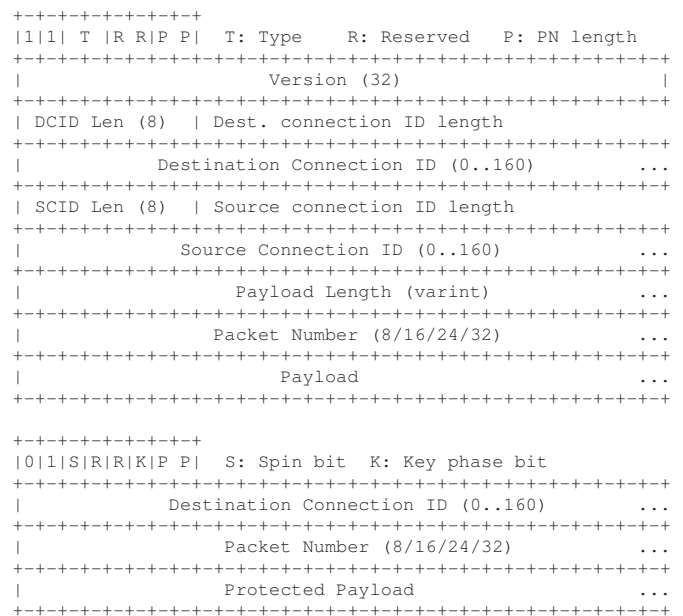 +-+-+-+-+-+-+-+-+
|1|1| T |R R|P P|  T: Type     R: Reserved   P: PN length
+-+-+-+-+-+-+-+-+-+-+-+-+-+-+-+-+-+-+-+-+-+-+-+-+-+-+-+-+-+
|                      Version (32)                       |
+-+-+-+-+-+-+-+-+-+-+-+-+-+-+-+-+-+-+-+-+-+-+-+-+-+-+-+-+-+
| DCID Len (8)  | Dest. connection ID length
+-+-+-+-+-+-+-+-+-+-+-+-+-+-+-+-+-+-+-+-+-+-+-+-+-+-+-+-+-+
|            Destination Connection ID (0..160)         ...
+-+-+-+-+-+-+-+-+-+-+-+-+-+-+-+-+-+-+-+-+-+-+-+-+-+-+-+-+-+
| SCID Len (8)  | Source connection ID length
+-+-+-+-+-+-+-+-+-+-+-+-+-+-+-+-+-+-+-+-+-+-+-+-+-+-+-+-+-+
|              Source Connection ID (0..160)            ...
+-+-+-+-+-+-+-+-+-+-+-+-+-+-+-+-+-+-+-+-+-+-+-+-+-+-+-+-+-+
|                   Payload Length (varint)             ...
+-+-+-+-+-+-+-+-+-+-+-+-+-+-+-+-+-+-+-+-+-+-+-+-+-+-+-+-+-+
|                 Packet Number (8/16/24/32)            ...
+-+-+-+-+-+-+-+-+-+-+-+-+-+-+-+-+-+-+-+-+-+-+-+-+-+-+-+-+-+
|                       Payload                         ...
+-+-+-+-+-+-+-+-+-+-+-+-+-+-+-+-+-+-+-+-+-+-+-+-+-+-+-+-+-+

+-+-+-+-+-+-+-+-+
|0|1|S|R|R|K|P P|  S: Spin bit  K: Key phase bit
+-+-+-+-+-+-+-+-+-+-+-+-+-+-+-+-+-+-+-+-+-+-+-+-+-+-+-+-+-+
|             Destination Connection ID (0..160)        ...
+-+-+-+-+-+-+-+-+-+-+-+-+-+-+-+-+-+-+-+-+-+-+-+-+-+-+-+-+-+
|                  Packet Number (8/16/24/32)           ...
+-+-+-+-+-+-+-+-+-+-+-+-+-+-+-+-+-+-+-+-+-+-+-+-+-+-+-+-+-+
|                  Protected Payload                    ...
+-+-+-+-+-+-+-+-+-+-+-+-+-+-+-+-+-+-+-+-+-+-+-+-+-+-+-+-+-+